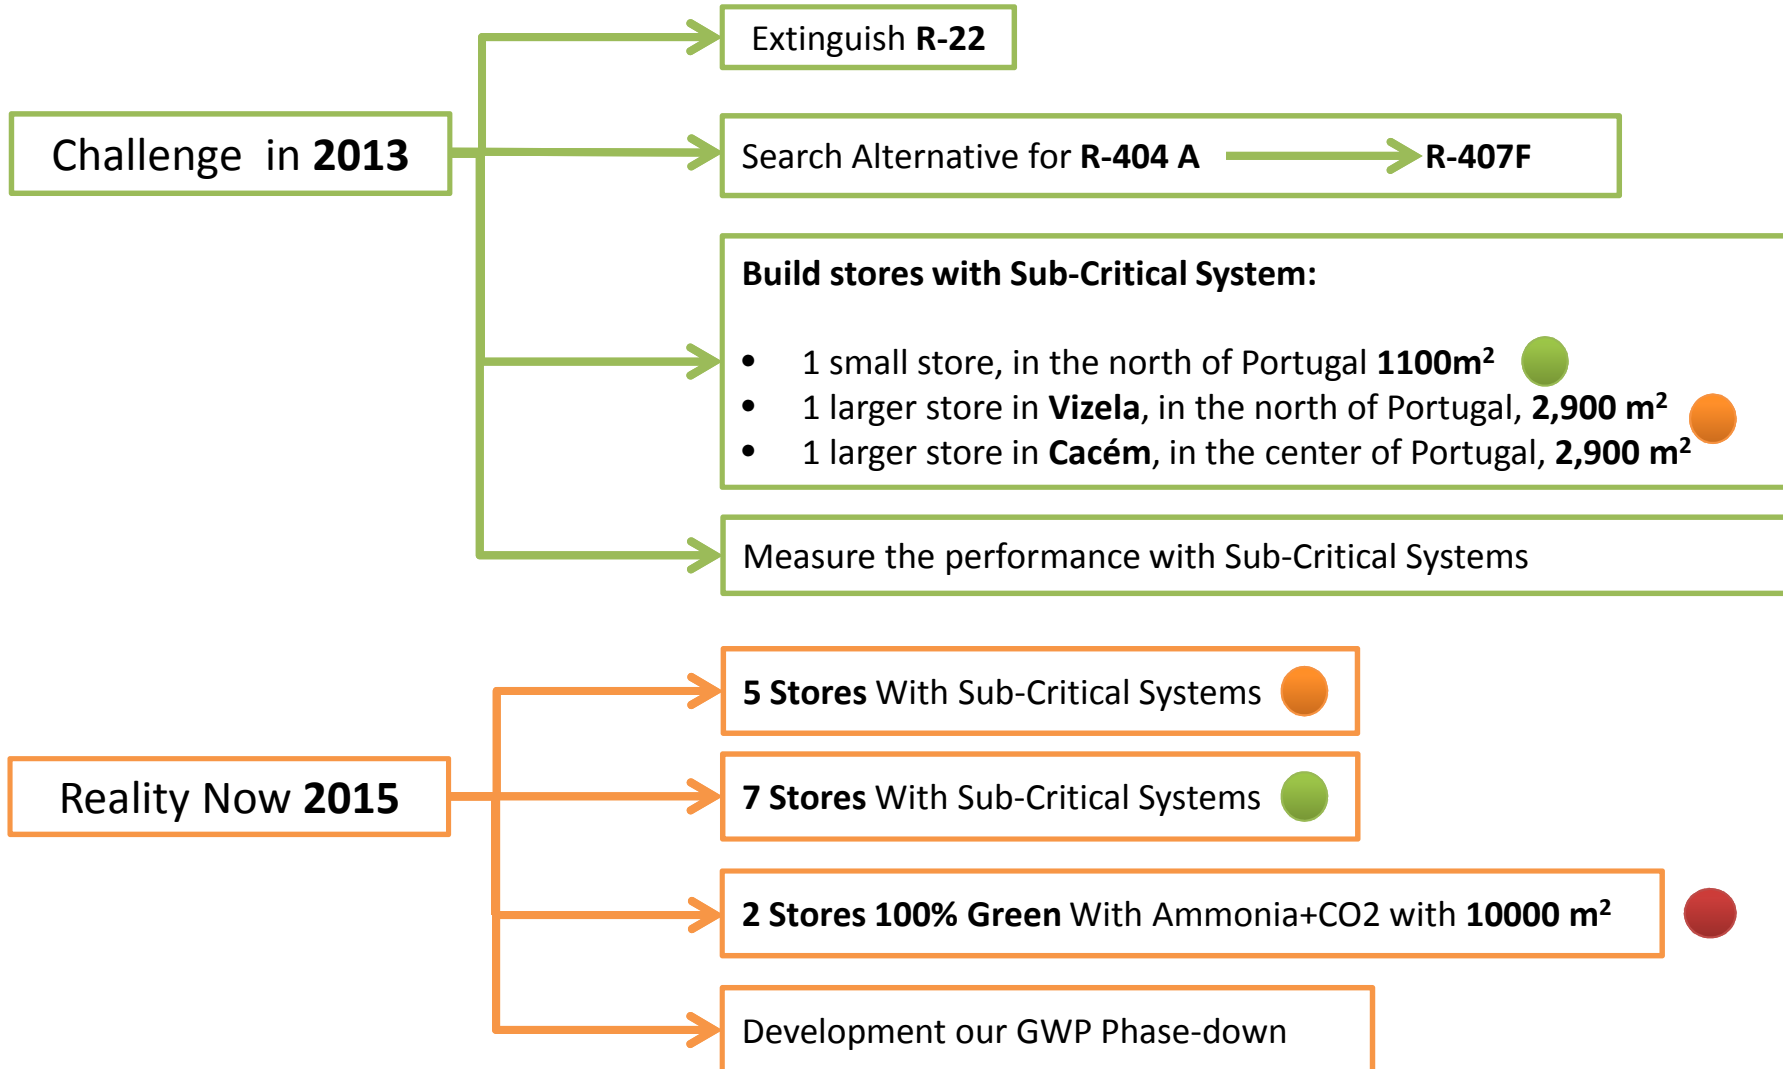 Extinguish R-22
Challenge in 2013
Search Alternative for R-404 A R-407F
Build stores with Sub-Critical System:
• 1 small store, in the north of Portugal 1100m²
• 1 larger store in Vizela, in the north of Portugal, 2,900 m²
• 1 larger store in Cacém, in the center of Portugal, 2,900 m²
Measure the performance with Sub-Critical Systems
5 Stores With Sub-Critical Systems
Reality Now 2015
7 Stores With Sub-Critical Systems
2 Stores 100% Green With Ammonia+CO2 with 10000 m²
Development our GWP Phase-down